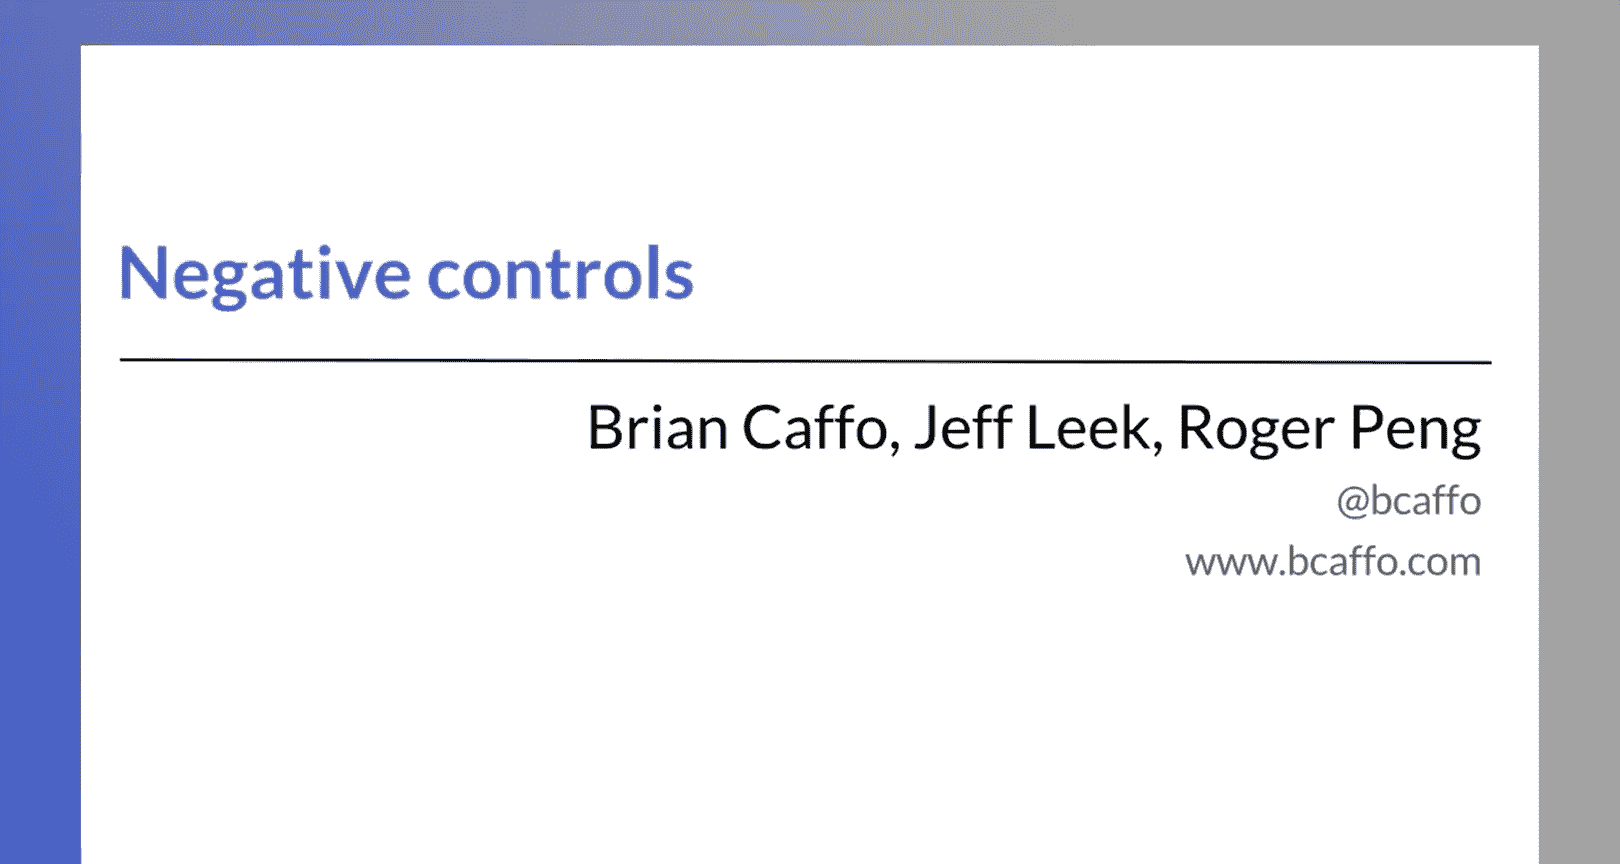 Negative controls
Brian Caffo, Jeff Leek, Roger Peng
@bcaffo
www.bcaffo.com